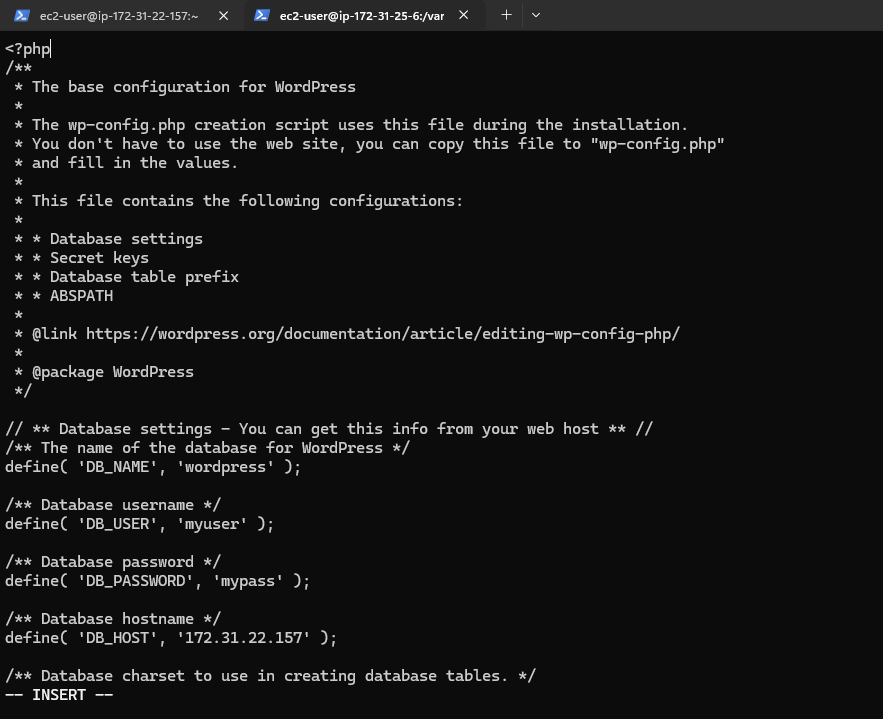 ec2-user@ip-172-31-22-157:~
ec2-user@ip-172-31-25-6:/var
<?php
/**
 * The base configuration for WordPress
 *
 * The wp-config.php creation script uses this file during the installation.
 * You don't have to use the web site, you can copy this file to "wp-config.php"
 * and fill in the values.
 *
 * This file contains the following configurations:
 *
 * * Database settings
 * * Secret keys
 * * Database table prefix
 * * ABSPATH
 *
 * @link https://wordpress.org/documentation/article/editing-wp-config-php/
 *
 * @package WordPress
 */

// ** Database settings - You can get this info from your web host ** //
/** The name of the database for WordPress */
define( 'DB_NAME', 'wordpress' );

/** Database username */
define( 'DB_USER', 'myuser' );

/** Database password */
define( 'DB_PASSWORD', 'mypass' );

/** Database hostname */
define( 'DB_HOST', '172.31.22.157' );

/** Database charset to use in creating database tables. */
-- INSERT --